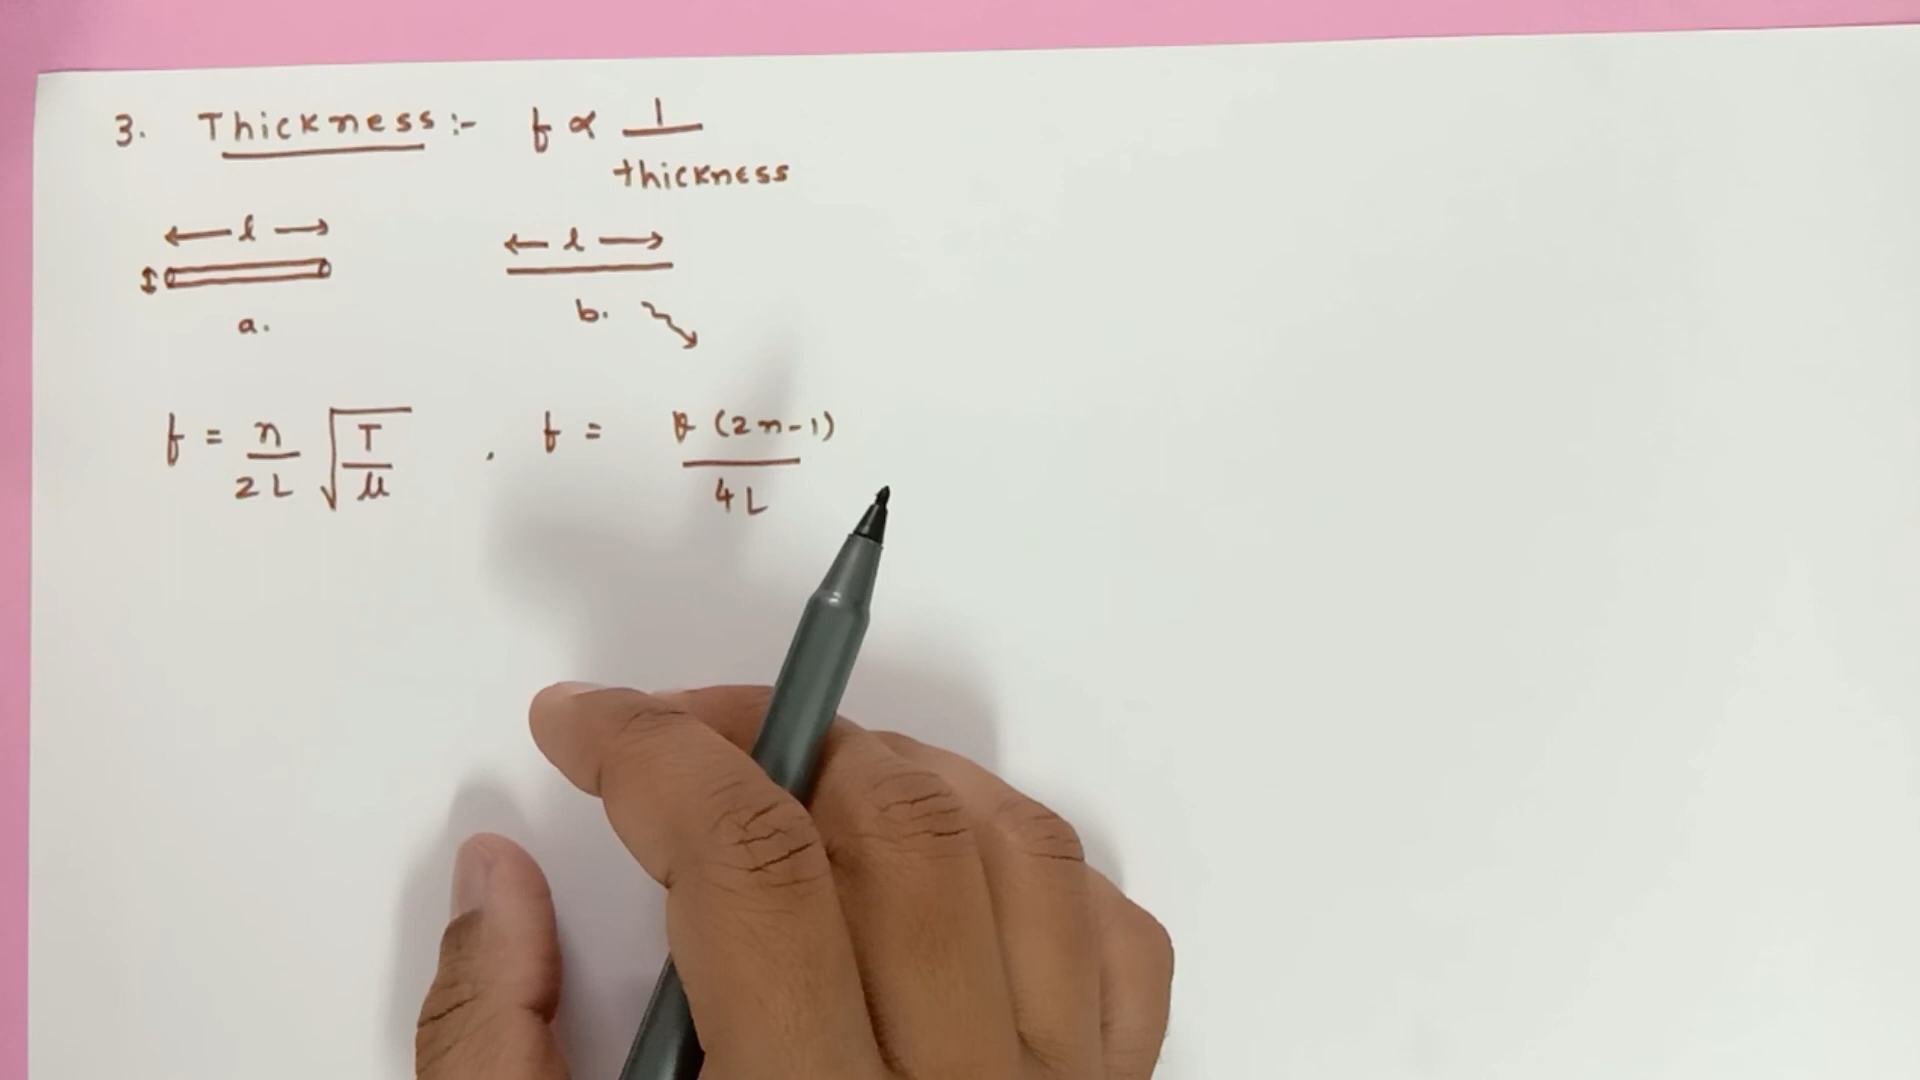 3. Thickness :- f ∝ 1
thickness
← l → ← l →
a. b.
f = n/2L √(T/μ) , f = v (2n-1)/4L